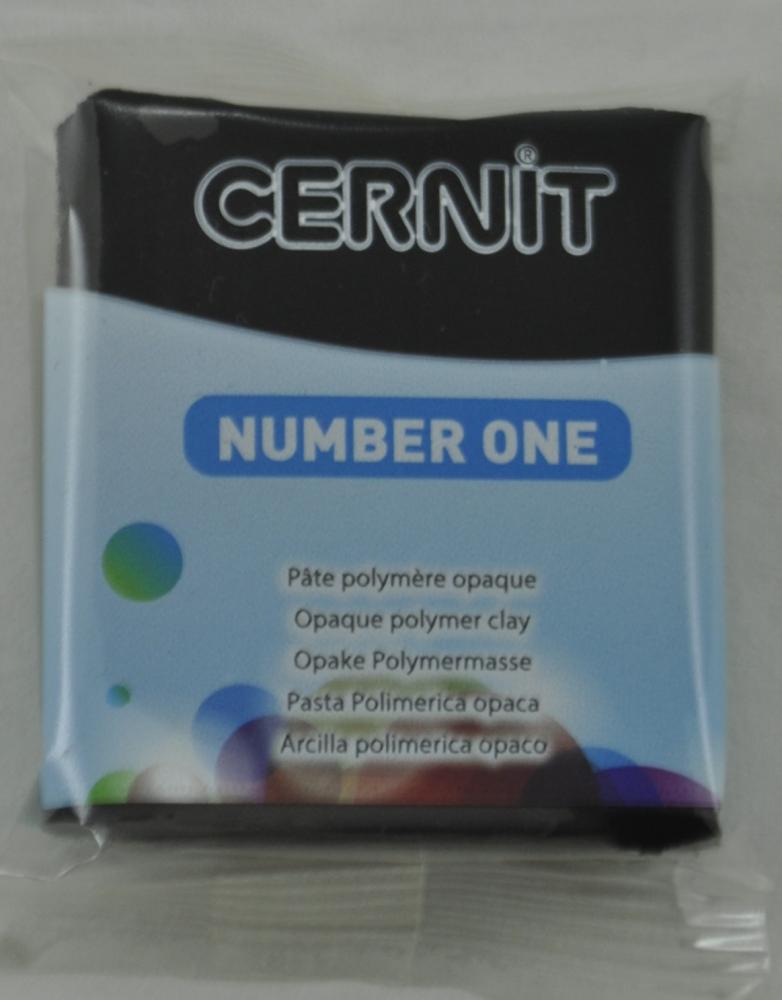 CERNIT®
NUMBER ONE
Pâte polymère opaque
Opaque polymer clay
Opake Polymermasse
Pasta Polimerica opaca
Arcilla polimerica opaco